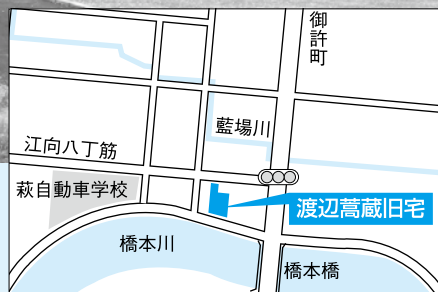 御許町
藍場川
江向八丁筋
萩自動車学校
渡辺蒿蔵旧宅
橋本川
橋本橋